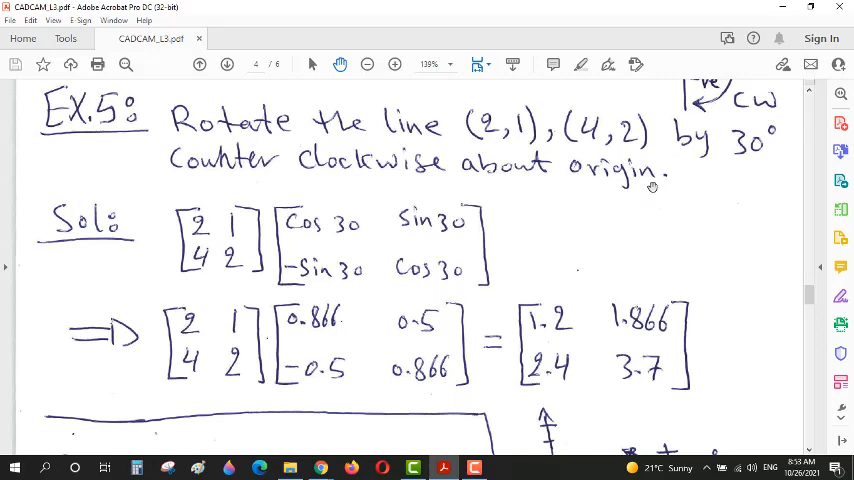 CADCAM_L3.pdf - Adobe Acrobat Pro DC (32-bit)
File Edit View E-Sign Window Help
Home Tools CADCAM_L3.pdf × Sign In
4 / 6 139%
-ve CW
EX.5: Rotate the line (2,1), (4,2) by 30°
Counter clockwise about origin.
Sol: [2 1 [Cos 30 Sin 30
4 2] -Sin 30 Cos 30]
⇒ [2 1 [0.866 0.5 = [1.2 1.866
4 2] . -0.5 0.866] 2.4 3.7]
21°C Sunny ENG 8:53 AM
10/26/2021